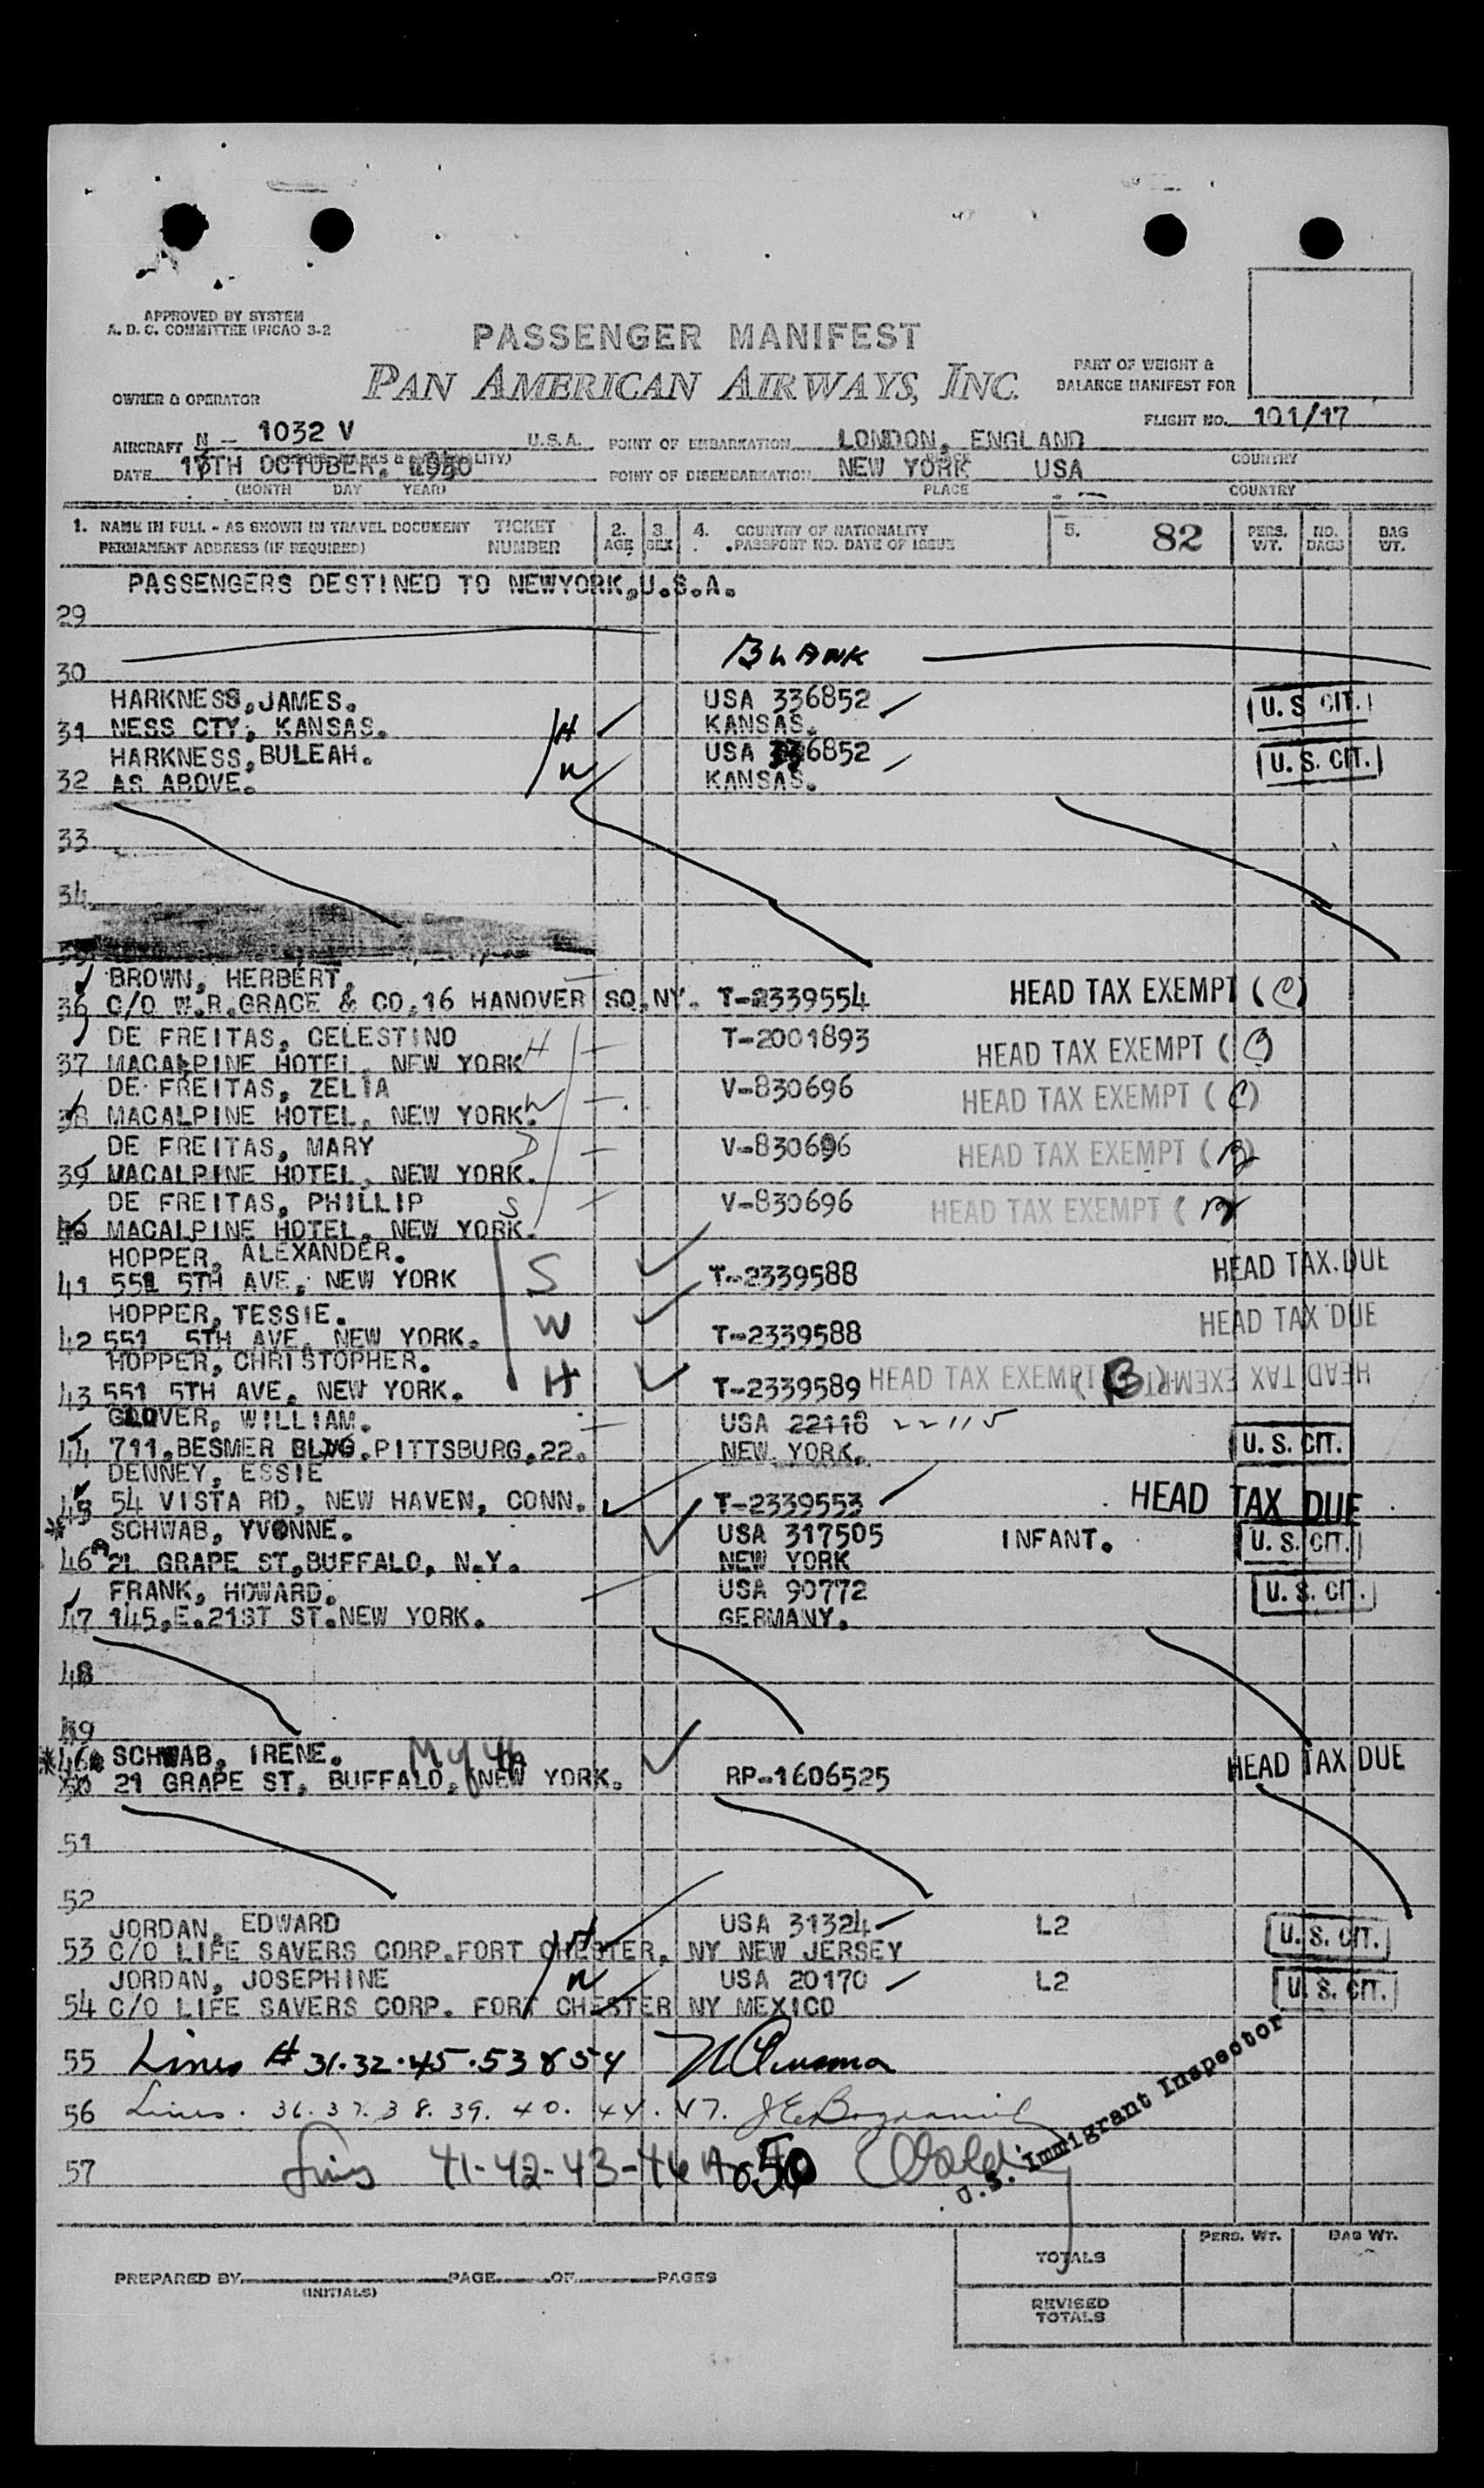 APPROVED BY SYSTEM
A. D. C. COMMITTEE (PICAO S-2
PASSENGER MANIFEST
PAN AMERICAN AIRWAYS, INC.
PART OF WEIGHT &
BALANCE MANIFEST FOR
OWNER & OPERATOR
FLIGHT NO. 101/17
AIRCRAFT N - 1032 V U.S.A. POINT OF EMBARKATION LONDON, ENGLAND
COUNTRY
DATE 17TH OCTOBER, 1950 POINT OF DISEMBARKATION NEW YORK USA
(MONTH DAY YEAR) PLACE COUNTRY
1. NAME IN FULL - AS SHOWN IN TRAVEL DOCUMENT TICKET 2. 3. 4. COUNTRY OF NATIONALITY 5. 82 PERS. NO. BAG
PERMANENT ADDRESS (IF REQUIRED) NUMBER AGE SEX PASSPORT NO. DATE OF ISSUE WT. BAGS WT.
PASSENGERS DESTINED TO NEWYORK,U.S.A.
29
BLANK
30
HARKNESS,JAMES. USA 336852 U. S CIT.
31 NESS CTY, KANSAS. H KANSAS.
HARKNESS,BULEAH. USA 336852 U. S. CIT.
32 AS ABOVE. W KANSAS.
33
34
35
BROWN, HERBERT,
36 C/O W.R.GRACE & CO,16 HANOVER SQ.NY. T-2339554 HEAD TAX EXEMPT (C)
DE FREITAS, CELESTINO H T-2001893
37 MACALPINE HOTEL, NEW YORK HEAD TAX EXEMPT (C)
DE FREITAS, ZELIA V-830696 HEAD TAX EXEMPT (C)
38 MACALPINE HOTEL, NEW YORK. W
DE FREITAS, MARY D V-830696 HEAD TAX EXEMPT (B
39 MACALPINE HOTEL, NEW YORK.
DE FREITAS, PHILLIP S V-830696 HEAD TAX EXEMPT (
40 MACALPINE HOTEL, NEW YORK.
HOPPER, ALEXANDER. HEAD TAX DUE
41 551 5TH AVE, NEW YORK S T-2339588
HOPPER, TESSIE. HEAD TAX DUE
42 551 5TH AVE, NEW YORK. W T-2339588
HOPPER, CHRISTOPHER.
43 551 5TH AVE, NEW YORK. H T-2339589 HEAD TAX EXEMPT (B HEAD TAX EXEMPT (
GLOVER, WILLIAM. USA 22118 22115
44 711,BESMER BLDG.PITTSBURG,22. NEW YORK. U. S. CIT.
DENNEY, ESSIE
45 54 VISTA RD, NEW HAVEN, CONN. T-2339553 HEAD TAX DUE
SCHWAB, YVONNE. USA 317505 INFANT. U. S. CIT.
46A 21 GRAPE ST,BUFFALO, N.Y. NEW YORK
FRANK, HOWARD. USA 90772 U. S. CIT.
47 145,E.21ST ST.NEW YORK. GERMANY.
48
49
46 SCHWAB, IRENE. HEAD TAX DUE
50 21 GRAPE ST, BUFFALO, NEW YORK. RP-1606525
51
52
JORDAN, EDWARD USA 31324 L2 U. S. CIT.
53 C/O LIFE SAVERS CORP.FORT CHESTER, NY NEW JERSEY H
JORDAN, JOSEPHINE W USA 20170 L2 U. S. CIT.
54 C/O LIFE SAVERS CORP. FORT CHESTER NY MEXICO
55 Lines # 31.32.45.53 & 54
56 Lines. 36. 37. 38. 39. 40. 44. 47.
57 Lines 41-42-43-46A 50
U.S. Immigrant Inspector
PERS. WT. BAG WT.
TOTALS
PREPARED BY PAGE OF PAGES
(INITIALS)
REVISED
TOTALS